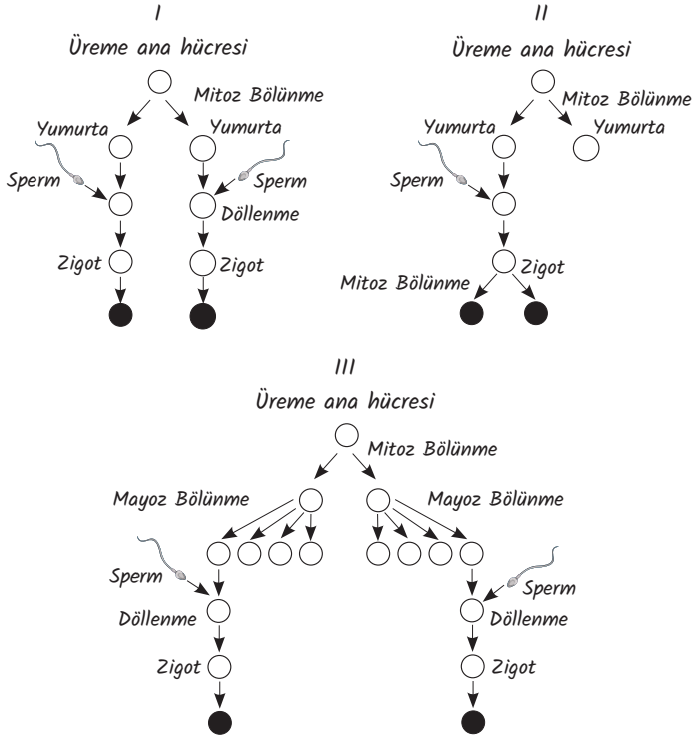 I
Üreme ana hücresi
Mitoz Bölünme
Yumurta
Yumurta
Sperm
Sperm
Döllenme
Zigot
Zigot
II
Üreme ana hücresi
Mitoz Bölünme
Yumurta
Yumurta
Sperm
Zigot
Mitoz Bölünme
III
Üreme ana hücresi
Mitoz Bölünme
Mayoz Bölünme
Mayoz Bölünme
Sperm
Sperm
Döllenme
Döllenme
Zigot
Zigot